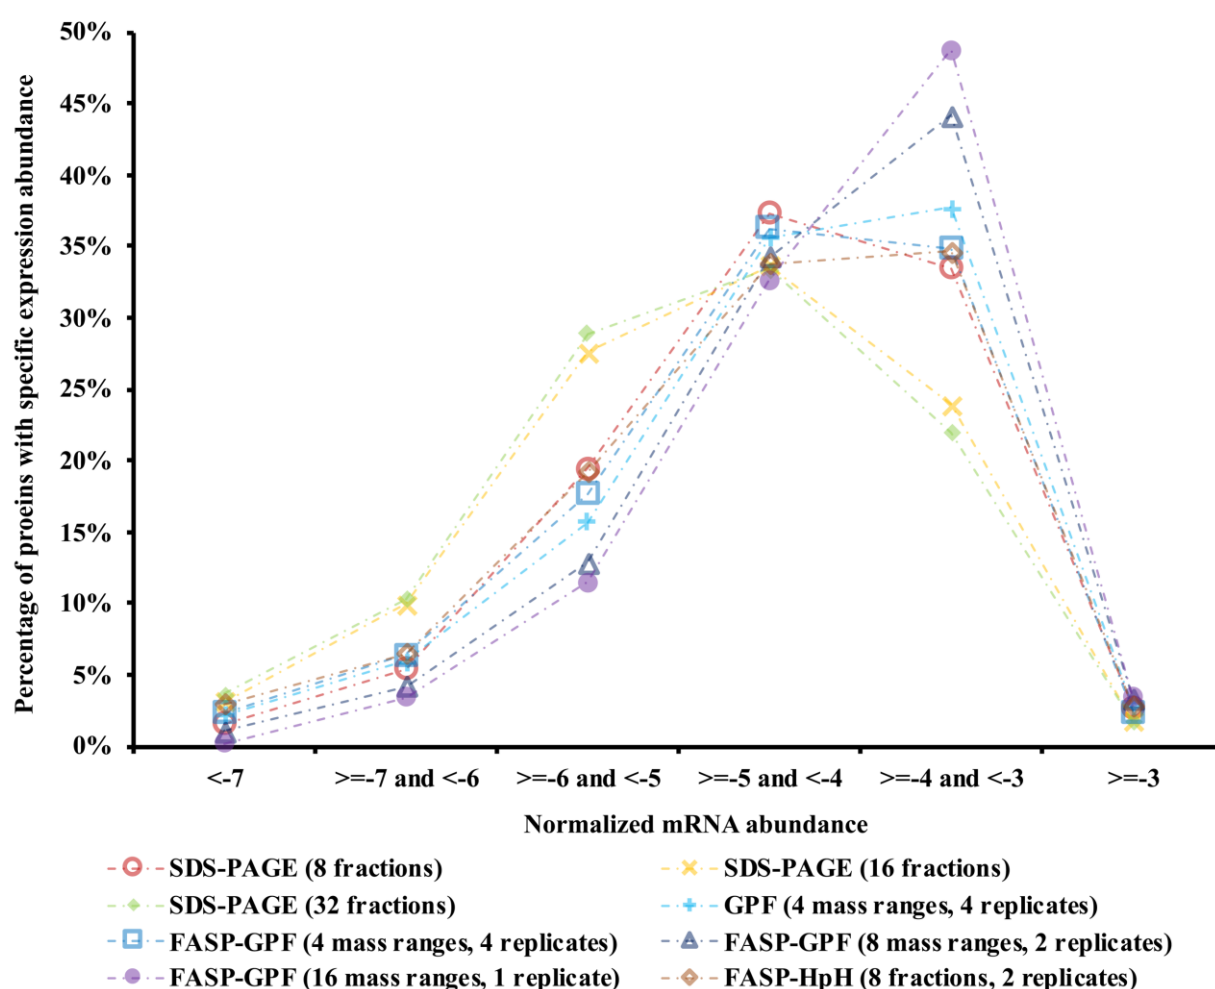 Percentage of proeins with specific expression abundance
50%
45%
40%
35%
30%
25%
20%
15%
10%
5%
0%
<-7 >=-7 and <-6 >=-6 and <-5 >=-5 and <-4 >=-4 and <-3 >=-3
Normalized mRNA abundance
SDS-PAGE (8 fractions) SDS-PAGE (16 fractions)
SDS-PAGE (32 fractions) GPF (4 mass ranges, 4 replicates)
FASP-GPF (4 mass ranges, 4 replicates) FASP-GPF (8 mass ranges, 2 replicates)
FASP-GPF (16 mass ranges, 1 replicate) FASP-HpH (8 fractions, 2 replicates)